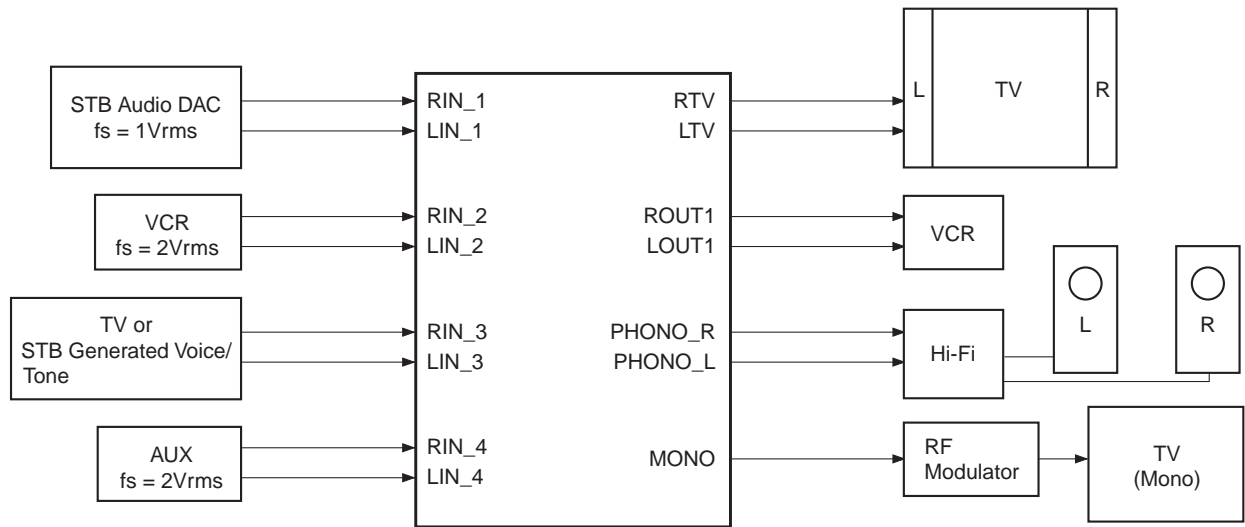 STB Audio DAC
fs = 1Vrms
VCR
fs = 2Vrms
TV or
STB Generated Voice/
Tone
AUX
fs = 2Vrms
RIN_1
LIN_1
RIN_2
LIN_2
RIN_3
LIN_3
RIN_4
LIN_4
RTV
LTV
ROUT1
LOUT1
PHONO_R
PHONO_L
MONO
L
TV
R
VCR
Hi-Fi
L
R
RF
Modulator
TV
(Mono)